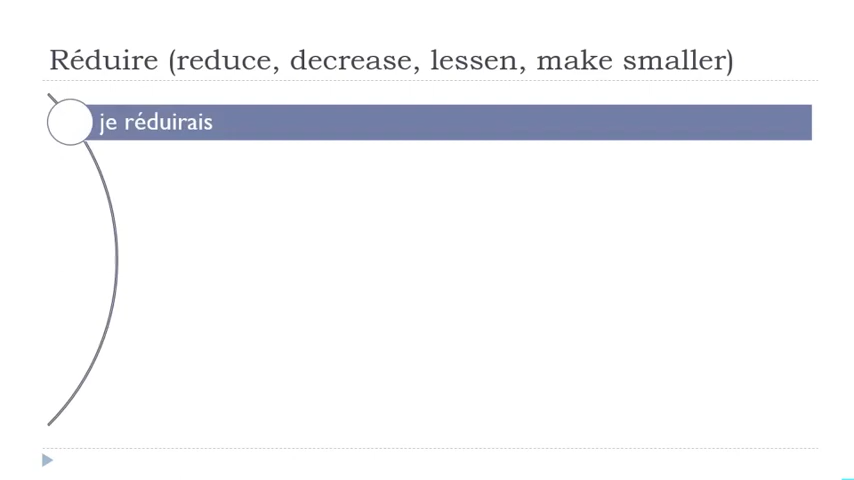 Réduire (reduce, decrease, lessen, make smaller)
je réduirais